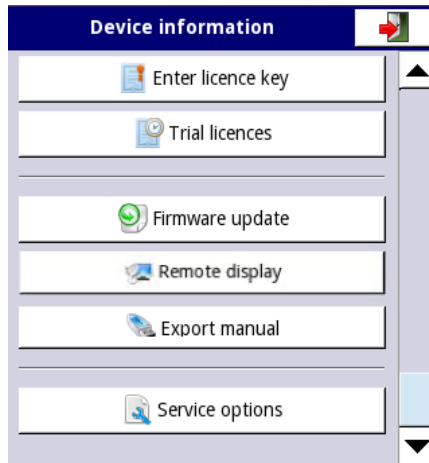 Device information
Enter licence key
Trial licences
Firmware update
Remote display
Export manual
Service options